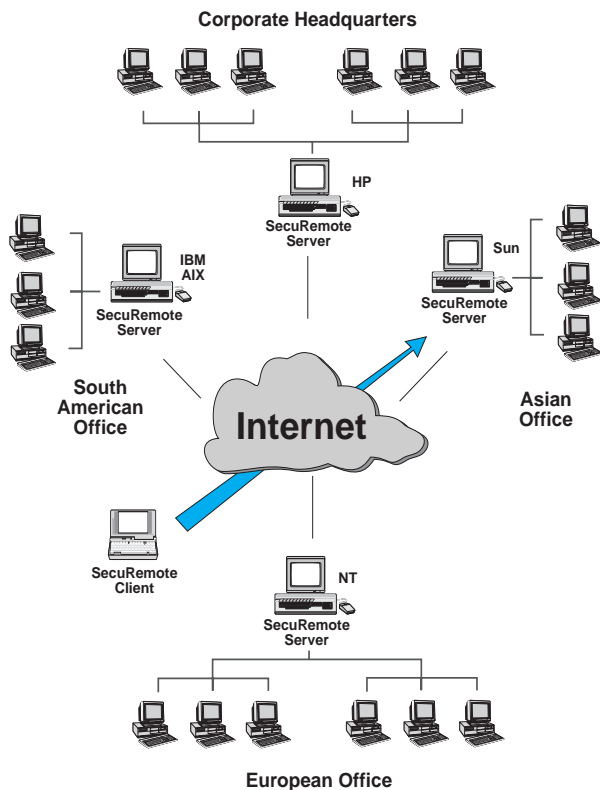 Corporate Headquarters
HP
SecuRemote
Server
IBM
AIX
SecuRemote
Server
Sun
SecuRemote
Server
South
American
Office
Asian
Office
Internet
SecuRemote
Client
NT
SecuRemote
Server
European Office